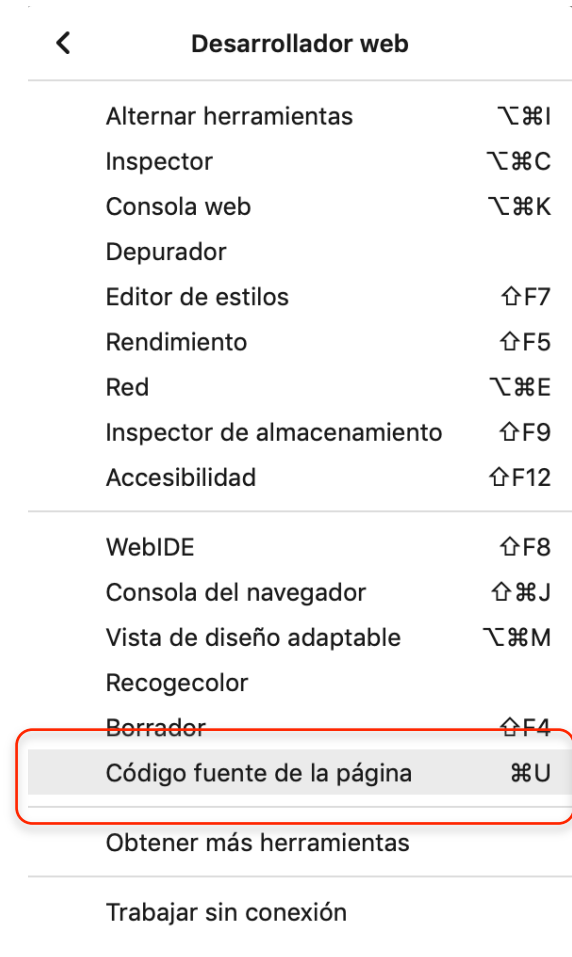 Desarrollador web
Alternar herramientas ⌥⌘I
Inspector ⌥⌘C
Consola web ⌥⌘K
Depurador
Editor de estilos ⇧F7
Rendimiento ⇧F5
Red ⌥⌘E
Inspector de almacenamiento ⇧F9
Accesibilidad ⇧F12
WebIDE ⇧F8
Consola del navegador ⇧⌘J
Vista de diseño adaptable ⌥⌘M
Recogecolor
Borrador ⇧F4
Código fuente de la página ⌘U
Obtener más herramientas
Trabajar sin conexión